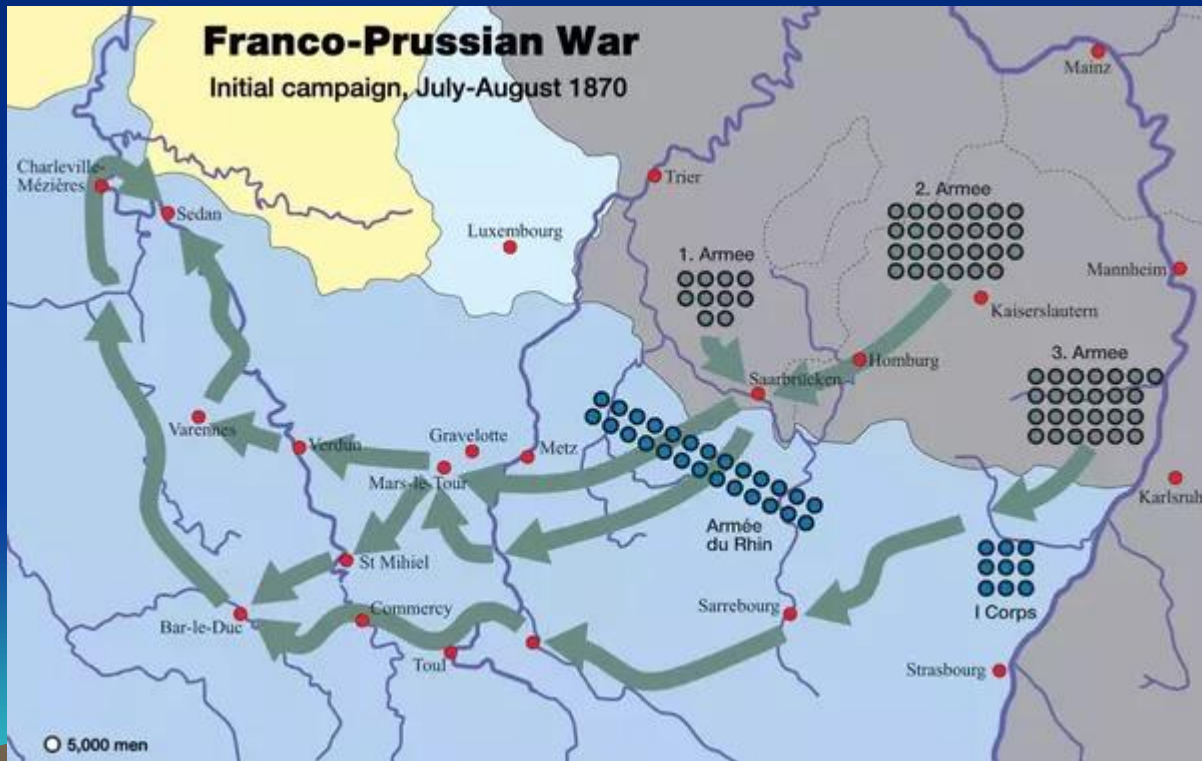 Franco-Prussian War
Initial campaign, July-August 1870
Mainz
Charleville-
Mézières
Trier
2. Armee
Sedan
Luxembourg
1. Armee
Mannheim
Kaiserslautern
3. Armee
Homburg
Saarbrücken
Varennes
Verdun
Gravelotte
Metz
Mars-le-Tour
Karlsruh
Armée
du Rhin
St Mihiel
I Corps
Sarrebourg
Commercy
Bar-le-Duc
Toul
Strasbourg
5,000 men